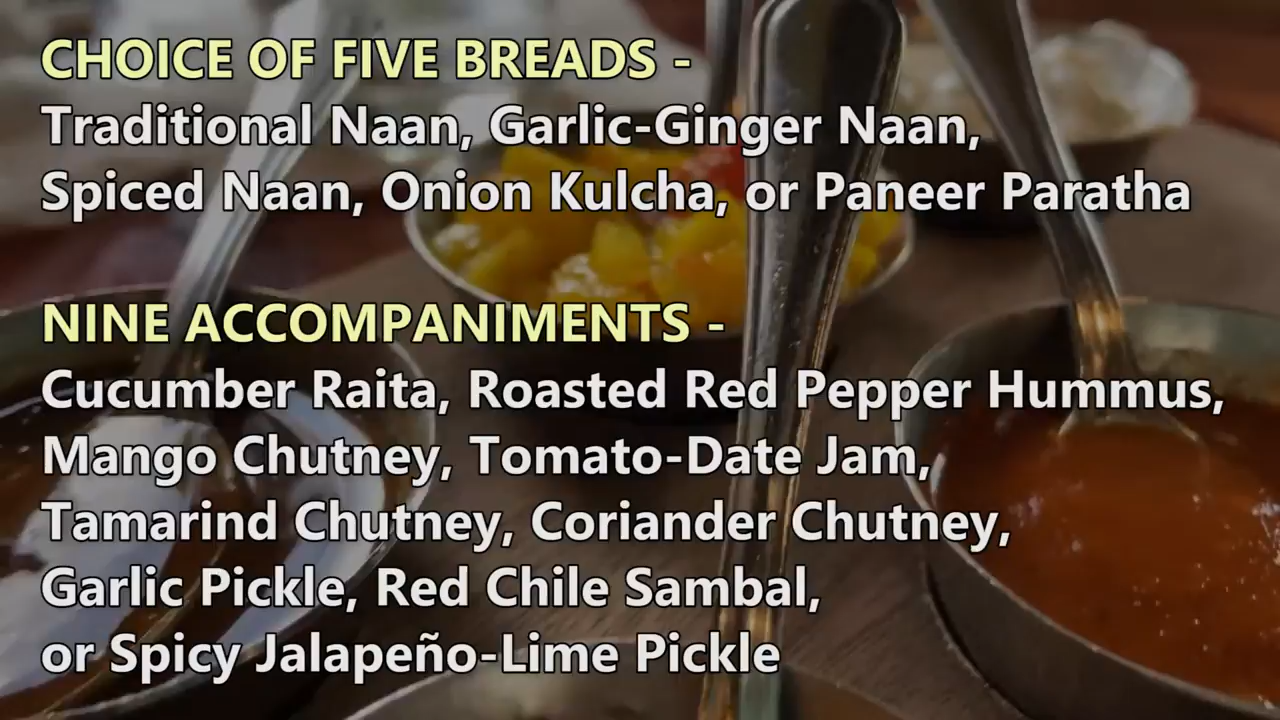 CHOICE OF FIVE BREADS -
Traditional Naan, Garlic-Ginger Naan,
Spiced Naan, Onion Kulcha, or Paneer Paratha
NINE ACCOMPANIMENTS -
Cucumber Raita, Roasted Red Pepper Hummus,
Mango Chutney, Tomato-Date Jam,
Tamarind Chutney, Coriander Chutney,
Garlic Pickle, Red Chile Sambal,
or Spicy Jalapeño-Lime Pickle